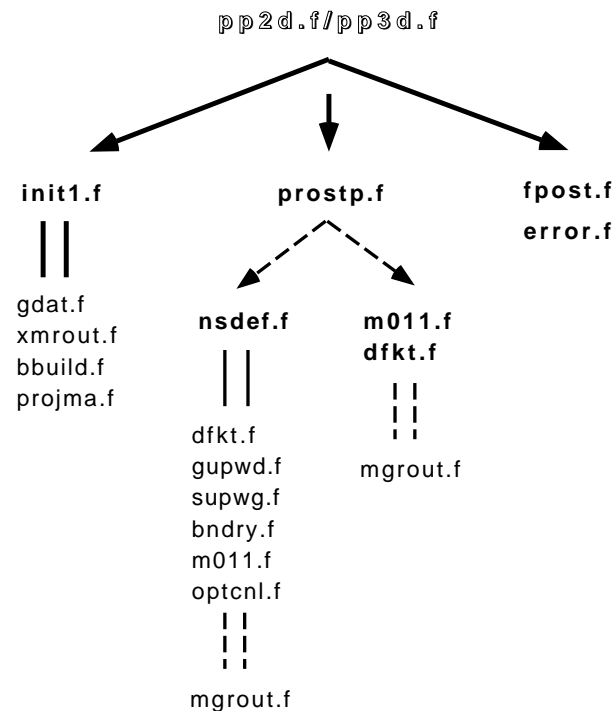 pp2d.f/pp3d.f
init1.f
prostp.f
fpost.f
error.f
gdat.f
xmrout.f
bbuild.f
projma.f
nsdef.f
m011.f
dfkt.f
dfkt.f
gupwd.f
supwg.f
bndry.f
m011.f
optcnl.f
mgrout.f
mgrout.f